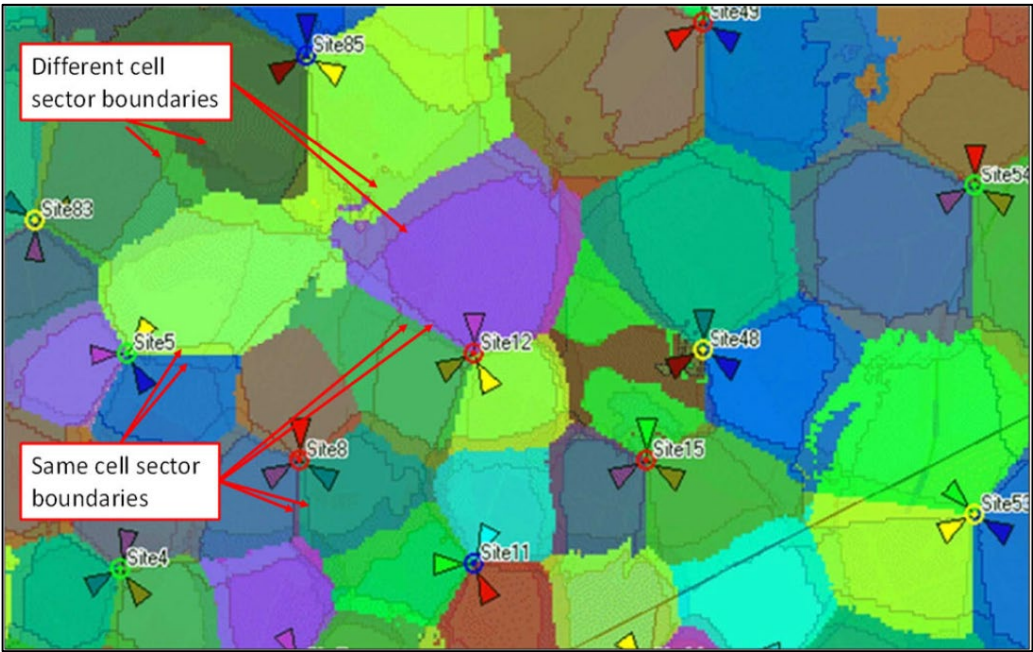 Site49
Site85
Different cell
sector boundaries
Site54
Site83
Site5
Site12
Site48
Site8
Site15
Same cell sector
boundaries
Site53
Site4
Site11